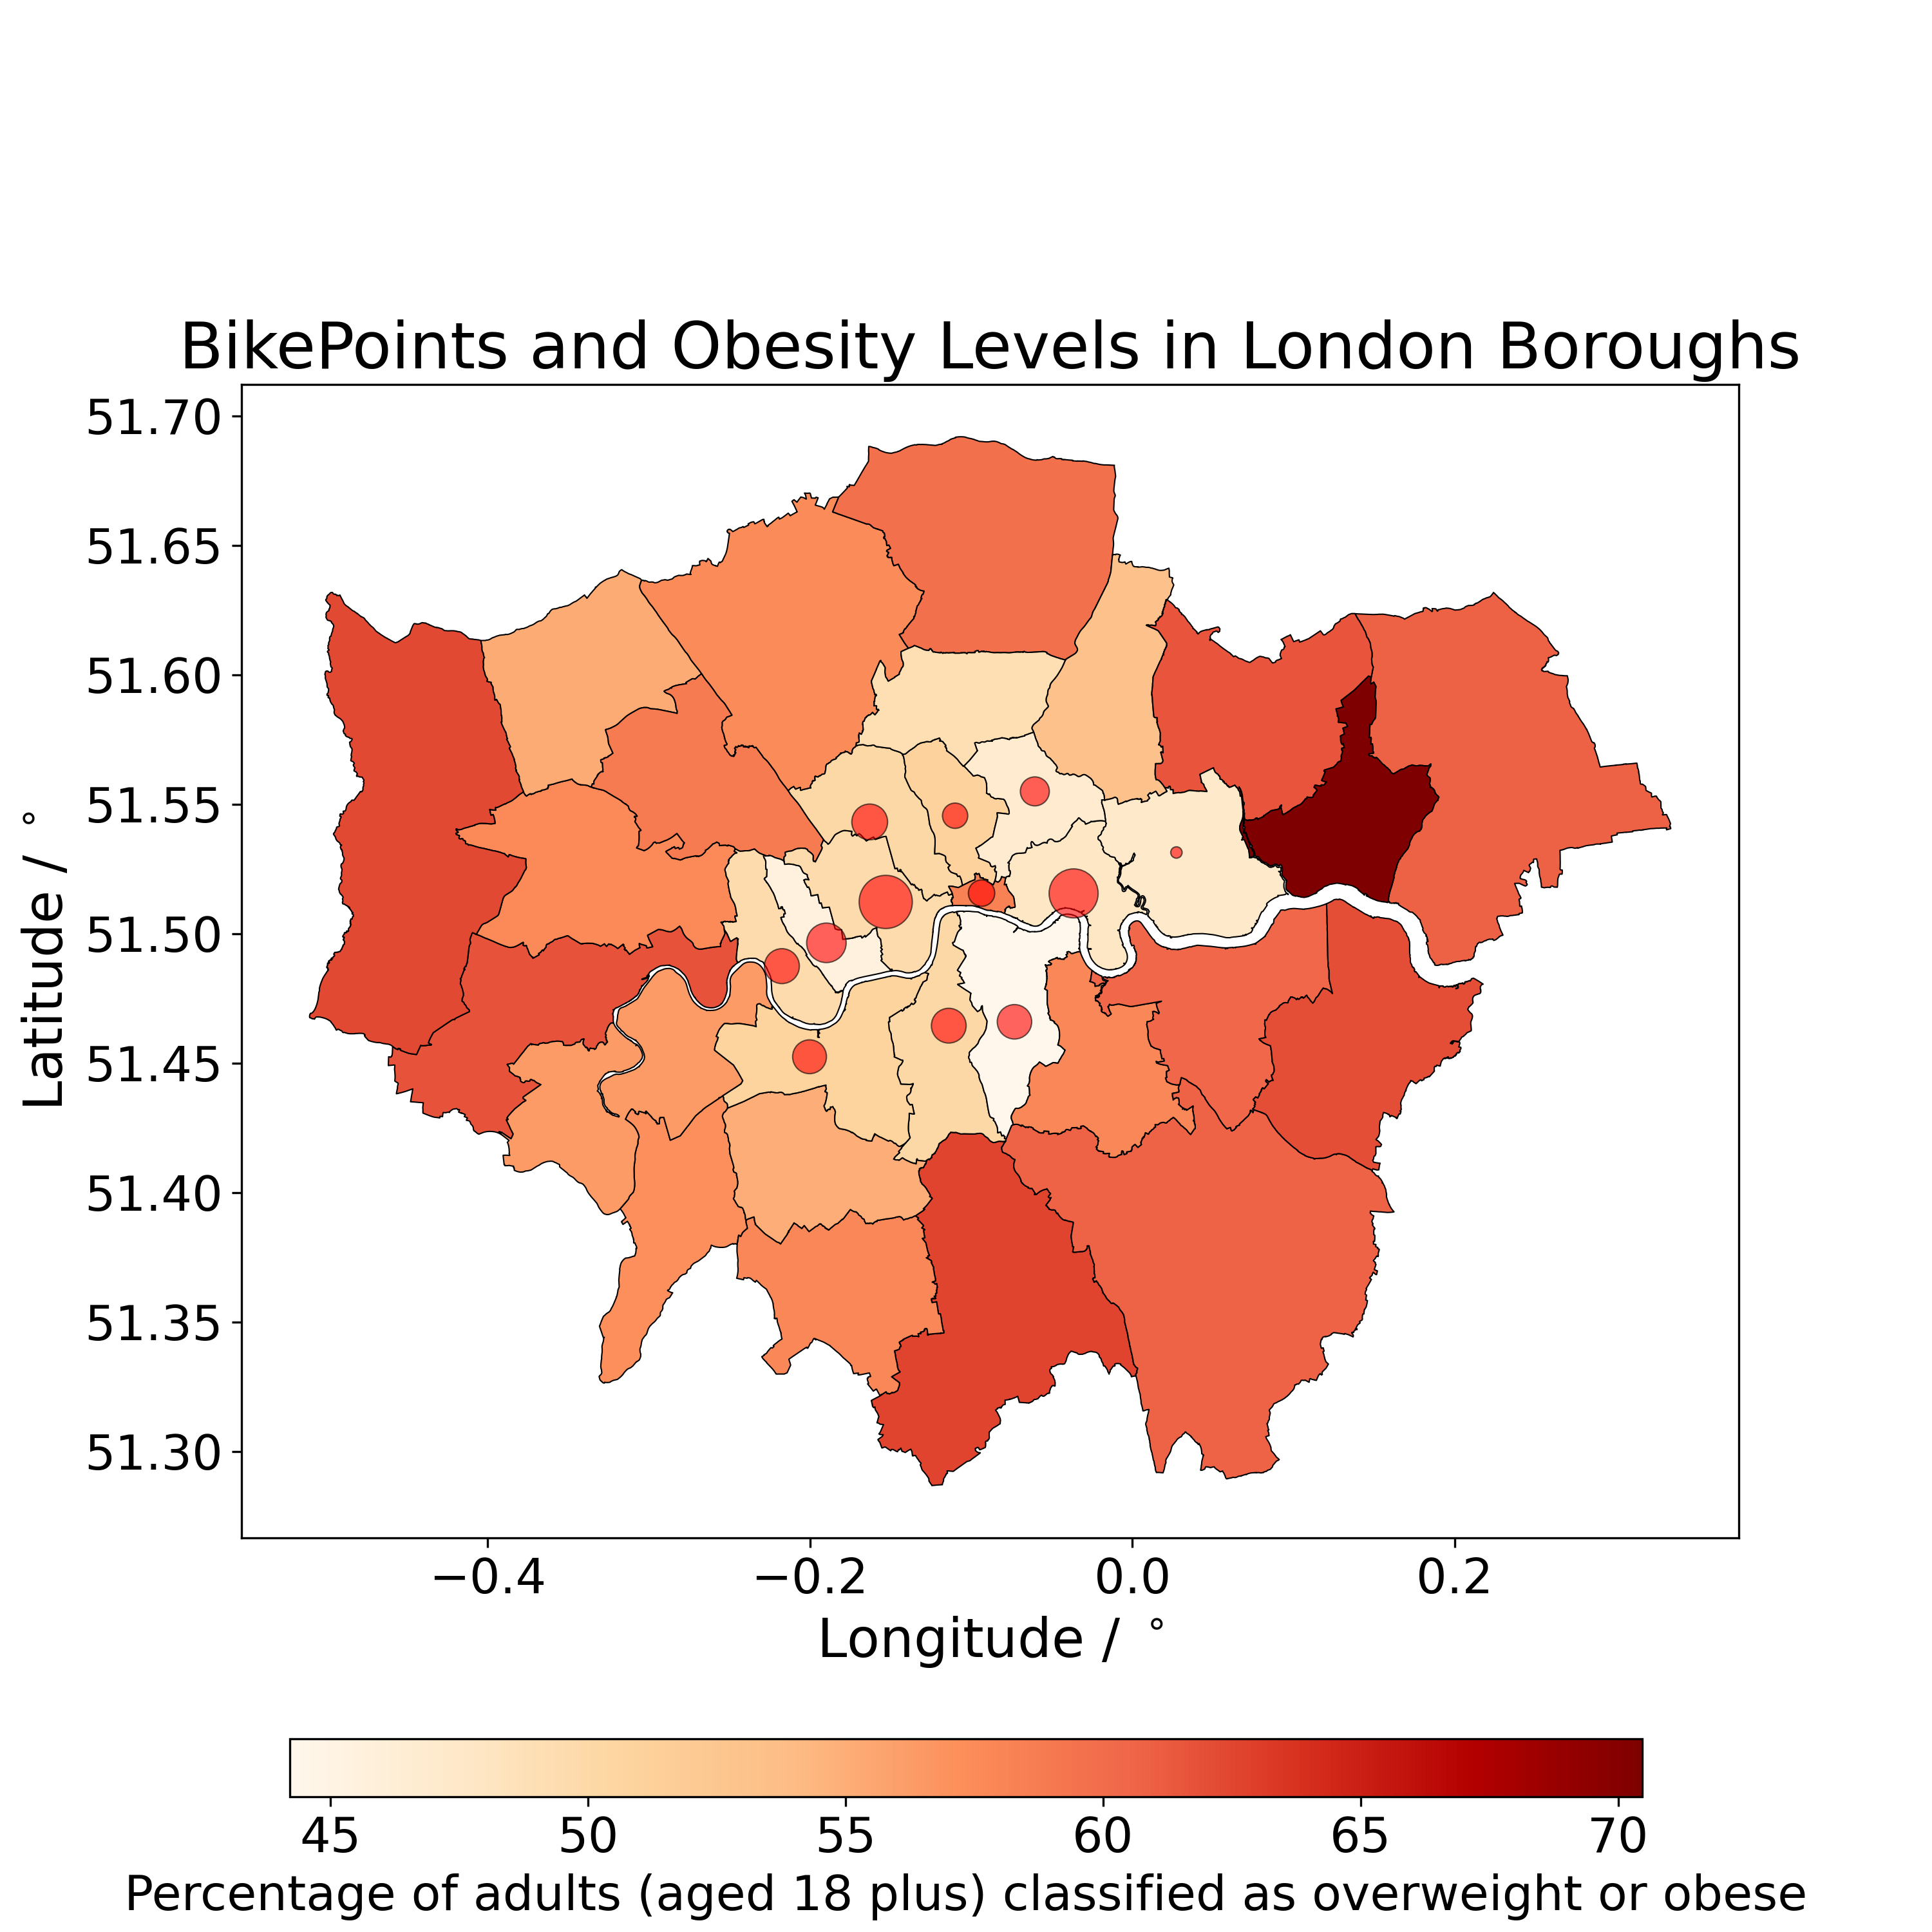 BikePoints and Obesity Levels in London Boroughs
51.70
51.65
51.60
51.55
51.50
51.45
51.40
51.35
51.30
Latitude / °
−0.4 −0.2 0.0 0.2
Longitude / °
45 50 55 60 65 70
Percentage of adults (aged 18 plus) classified as overweight or obese